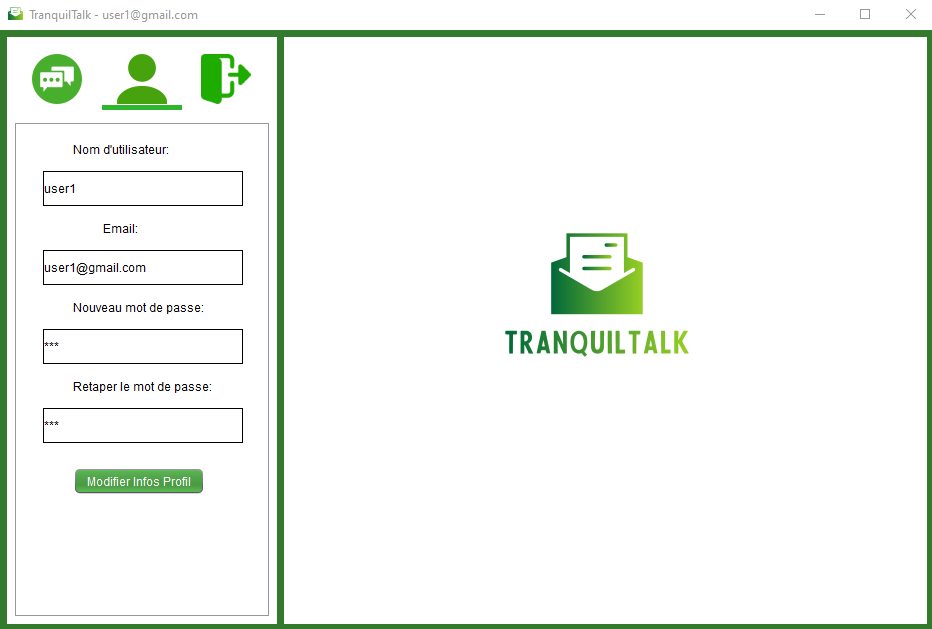 TranquilTalk - user1@gmail.com
Nom d'utilisateur:
user1
Email:
user1@gmail.com
Nouveau mot de passe:
***
Retaper le mot de passe:
***
Modifier Infos Profil
TRANQUILTALK